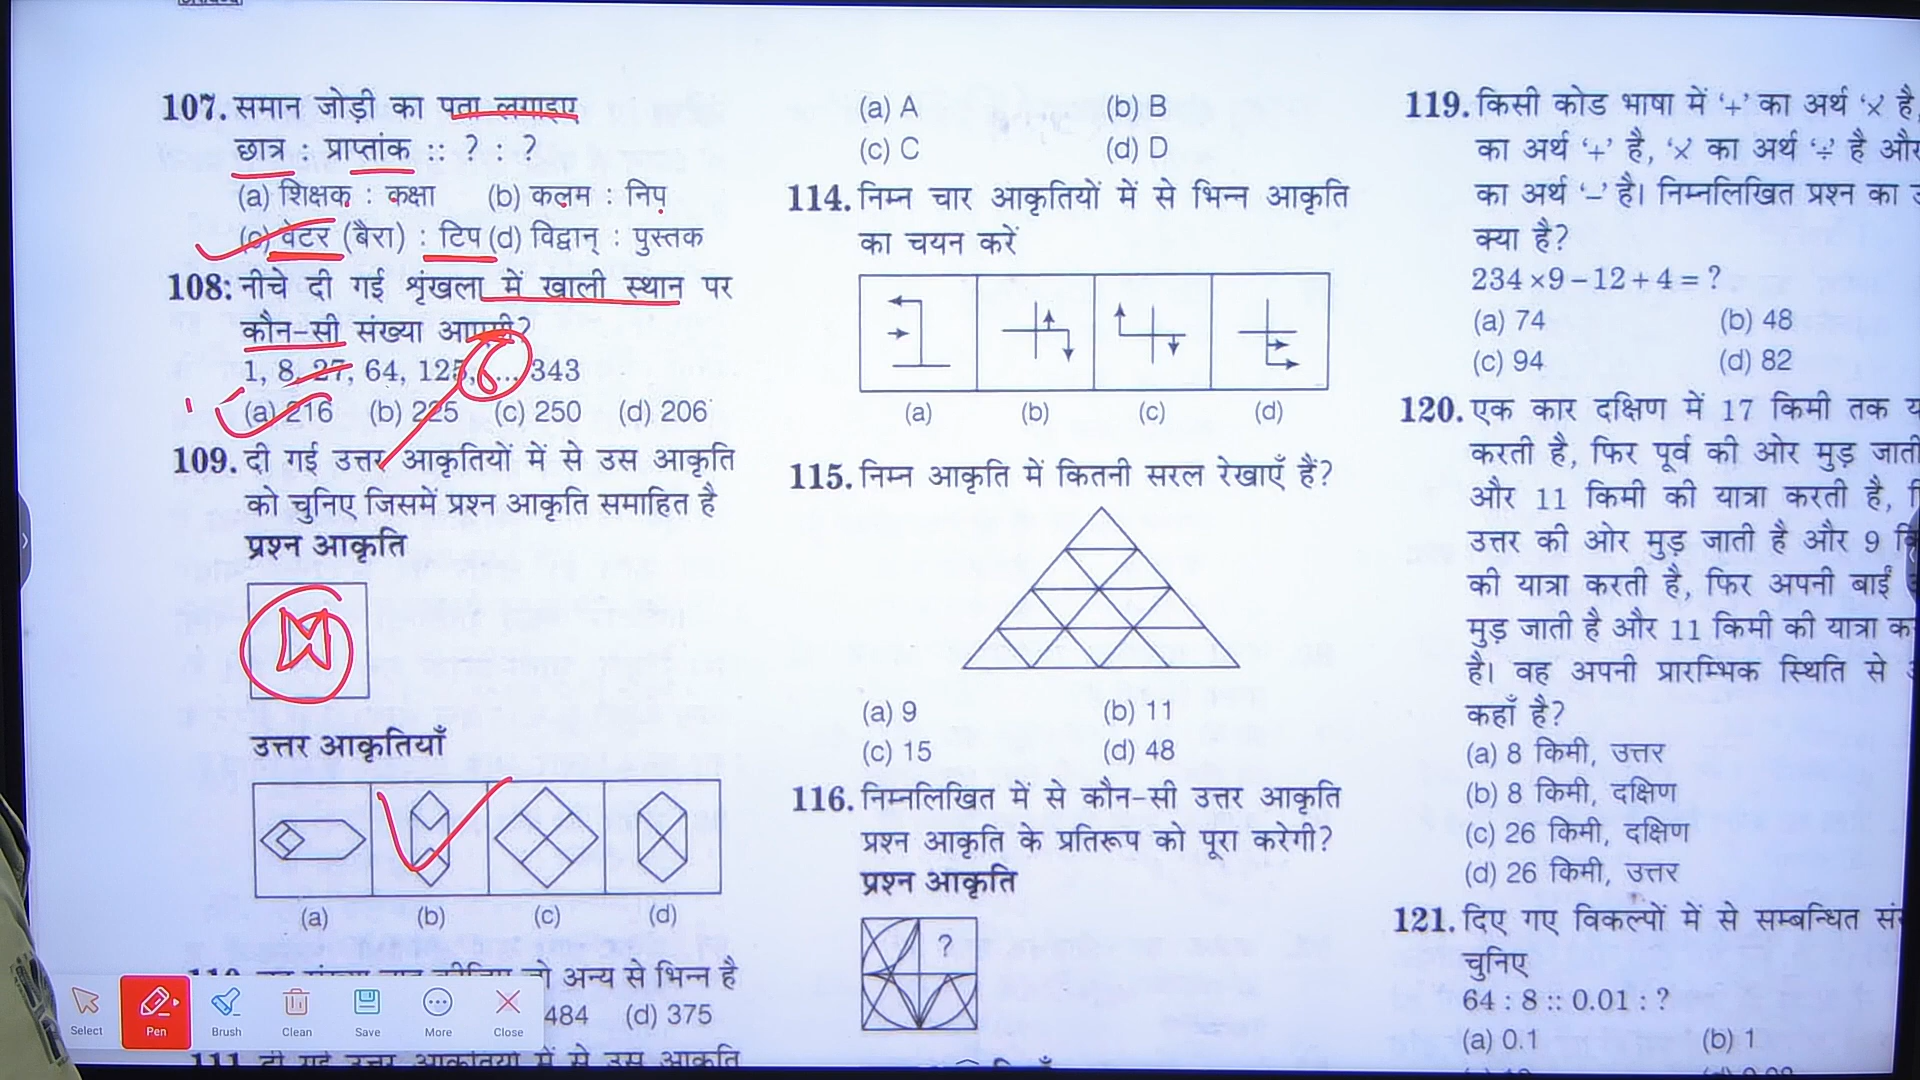 107. समान जोड़ी का पता लगाइए
छात्र : प्राप्तांक :: ? : ?
(a) शिक्षक : कक्षा (b) कलम : निप
(c) वेटर (बैरा) : टिप (d) विद्वान् : पुस्तक
108. नीचे दी गई शृंखला में खाली स्थान पर
कौन-सी संख्या आएगी?
1, 8, 27, 64, 125, ... 343
(a) 216 (b) 225 (c) 250 (d) 206
109. दी गई उत्तर आकृतियों में से उस आकृति
को चुनिए जिसमें प्रश्न आकृति समाहित है
प्रश्न आकृति
उत्तर आकृतियाँ
(a) (b) (c) (d)
अन्य से भिन्न है
484 (d) 375
111. दी गई उत्तर आकृतियों में से उस आकृति
Select Pen Brush Clean Save More Close
(a) A (b) B
(c) C (d) D
114. निम्न चार आकृतियों में से भिन्न आकृति
का चयन करें
(a) (b) (c) (d)
115. निम्न आकृति में कितनी सरल रेखाएँ हैं?
(a) 9 (b) 11
(c) 15 (d) 48
116. निम्नलिखित में से कौन-सी उत्तर आकृति
प्रश्न आकृति के प्रतिरूप को पूरा करेगी?
प्रश्न आकृति
?
119. किसी कोड भाषा में ‘+’ का अर्थ ‘×’ है,
का अर्थ ‘+’ है, ‘×’ का अर्थ ‘÷’ है और
का अर्थ ‘–’ है। निम्नलिखित प्रश्न का
क्या है?
234 × 9 – 12 + 4 = ?
(a) 74 (b) 48
(c) 94 (d) 82
120. एक कार दक्षिण में 17 किमी तक
करती है, फिर पूर्व की ओर मुड़ जाती
और 11 किमी की यात्रा करती है,
उत्तर की ओर मुड़ जाती है और 9
की यात्रा करती है, फिर अपनी बाईं
मुड़ जाती है और 11 किमी की यात्रा
है। वह अपनी प्रारम्भिक स्थिति से
कहाँ है?
(a) 8 किमी, उत्तर
(b) 8 किमी, दक्षिण
(c) 26 किमी, दक्षिण
(d) 26 किमी, उत्तर
121. दिए गए विकल्पों में से सम्बन्धित
चुनिए
64 : 8 :: 0.01 : ?
(a) 0.1 (b) 1